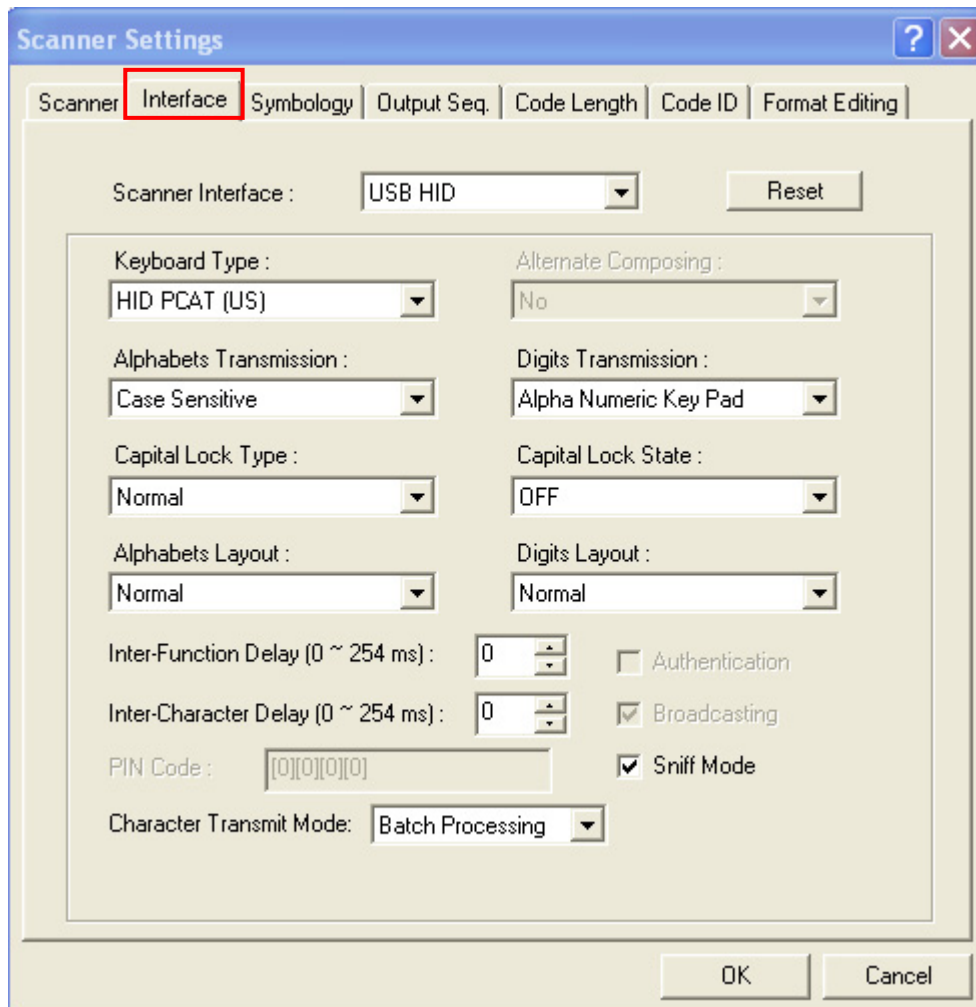 Scanner Settings
Scanner Interface Symbology Output Seq. Code Length Code ID Format Editing
Scanner Interface : USB HID Reset
Keyboard Type : Alternate Composing :
HID PCAT (US) No
Alphabets Transmission : Digits Transmission :
Case Sensitive Alpha Numeric Key Pad
Capital Lock Type : Capital Lock State :
Normal OFF
Alphabets Layout : Digits Layout :
Normal Normal
Inter-Function Delay (0 ~ 254 ms) : 0 Authentication
Inter-Character Delay (0 ~ 254 ms) : 0 Broadcasting
PIN Code : [0][0][0][0] Sniff Mode
Character Transmit Mode: Batch Processing
OK Cancel